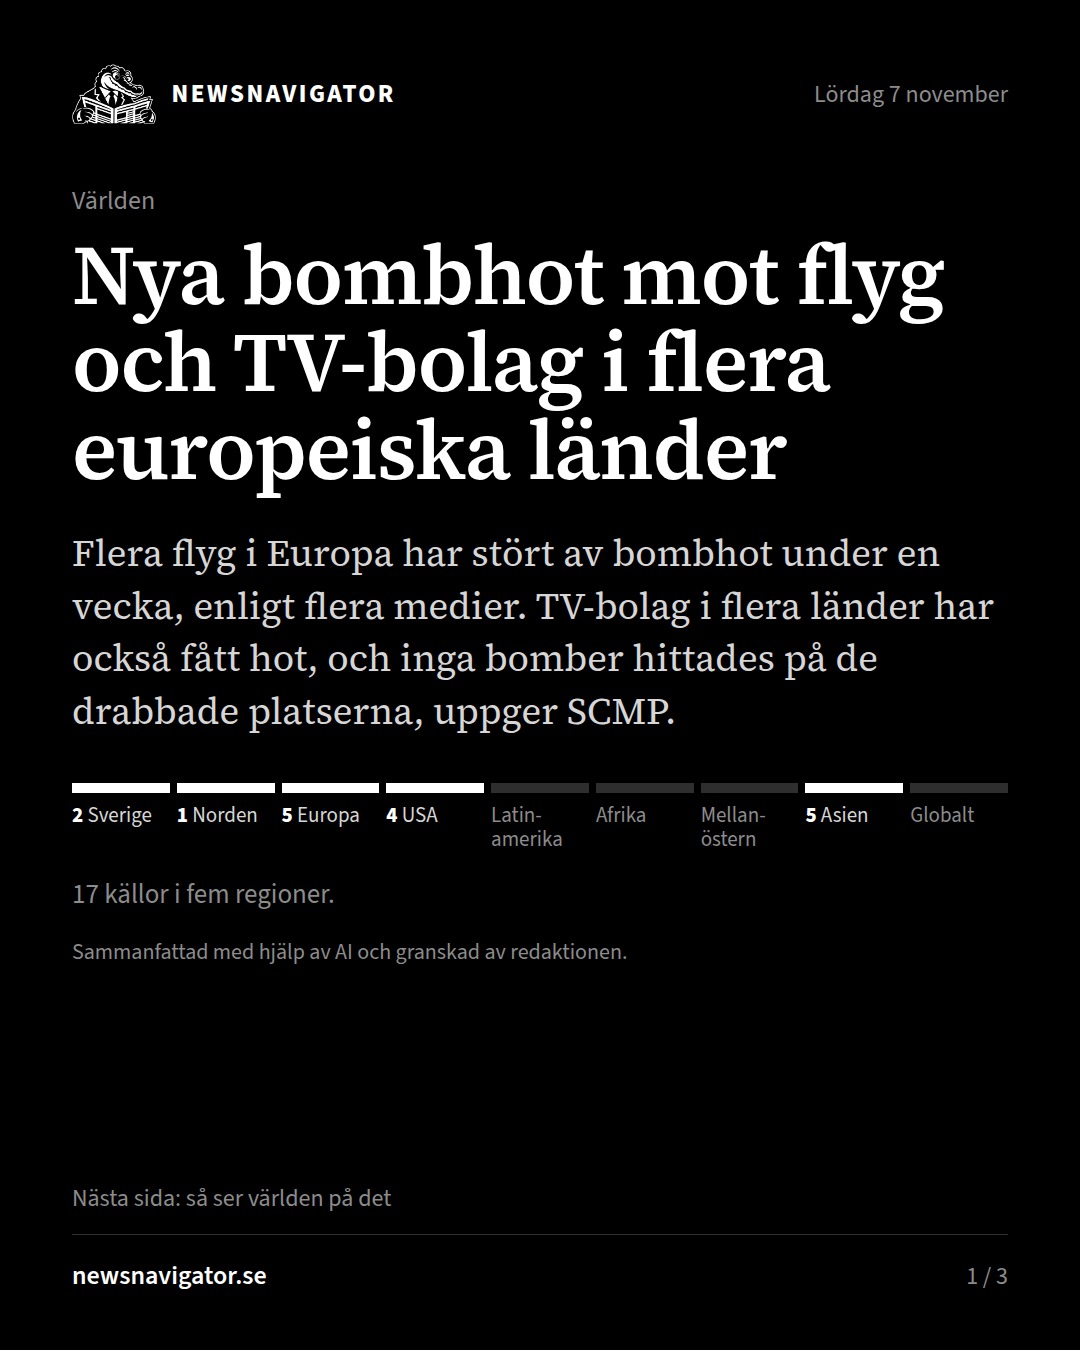 NEWSNAVIGATOR
Lördag 7 november
Världen
Nya bombhot mot flyg
och TV-bolag i flera
europeiska länder
Flera flyg i Europa har stört av bombhot under en
vecka, enligt flera medier. TV-bolag i flera länder har
också fått hot, och inga bomber hittades på de
drabbade platserna, uppger SCMP.
2 Sverige
1 Norden
5 Europa
4 USA
Latin-
amerika
Afrika
Mellan-
östern
5 Asien
Globalt
17 källor i fem regioner.
Sammanfattad med hjälp av AI och granskad av redaktionen.
Nästa sida: så ser världen på det
newsnavigator.se
1 / 3